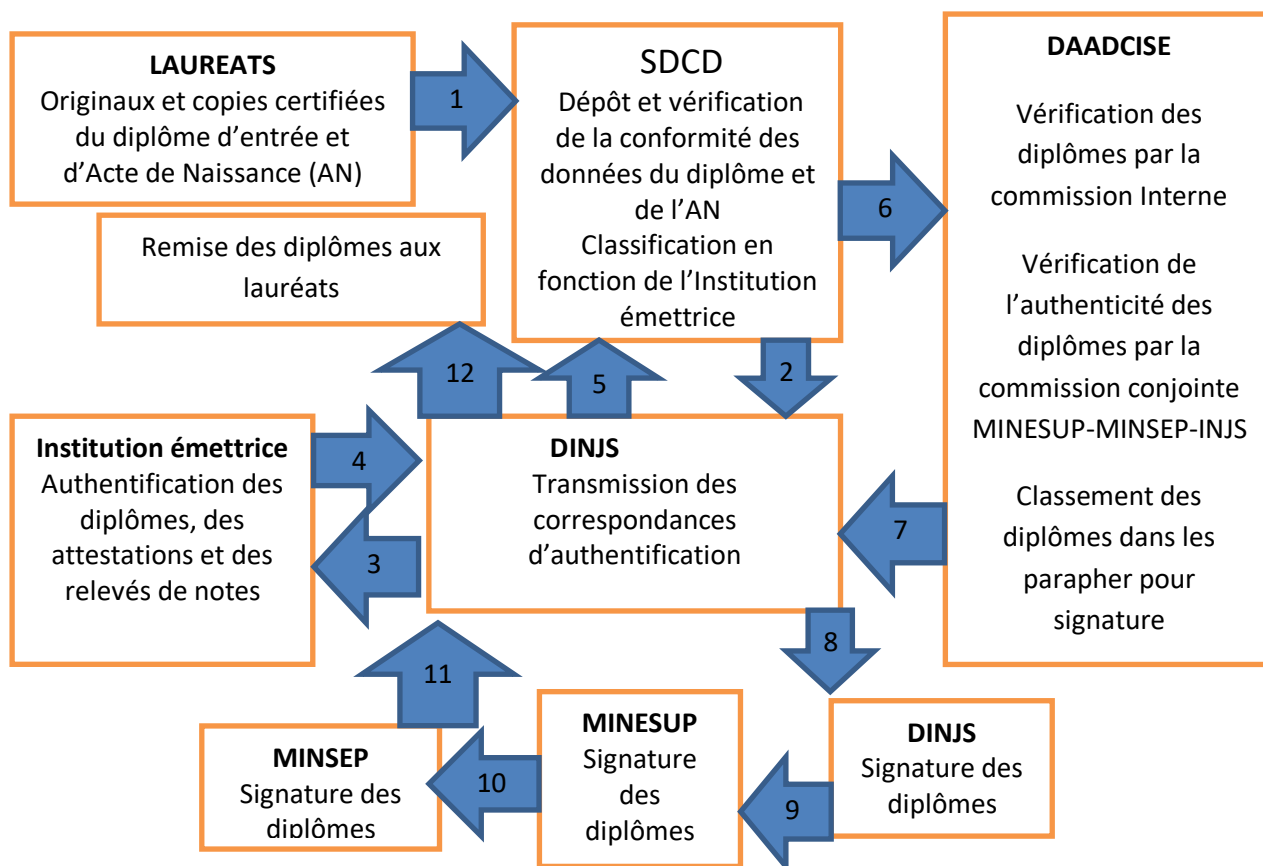 LAUREATS
Originaux et copies certifiées
du diplôme d'entrée et
d'Acte de Naissance (AN)
1
SDCD
Dépôt et vérification
de la conformité des
données du diplôme et
de l'AN
Classification en
fonction de l'Institution
émettrice
6
DAADCISE
Vérification des
diplômes par la
commission Interne
Vérification de
l'authenticité des
diplômes par la
commission conjointe
MINESUP-MINSEP-INJS
Classement des
diplômes dans les
parapher pour
signature
Remise des diplômes aux
lauréats
12
5
2
Institution émettrice
Authentification des
diplômes, des
attestations et des
relevés de notes
4
3
DINJS
Transmission des
correspondances
d'authentification
7
8
11
MINSEP
Signature des
diplômes
10
MINESUP
Signature
des
diplômes
9
DINJS
Signature des
diplômes